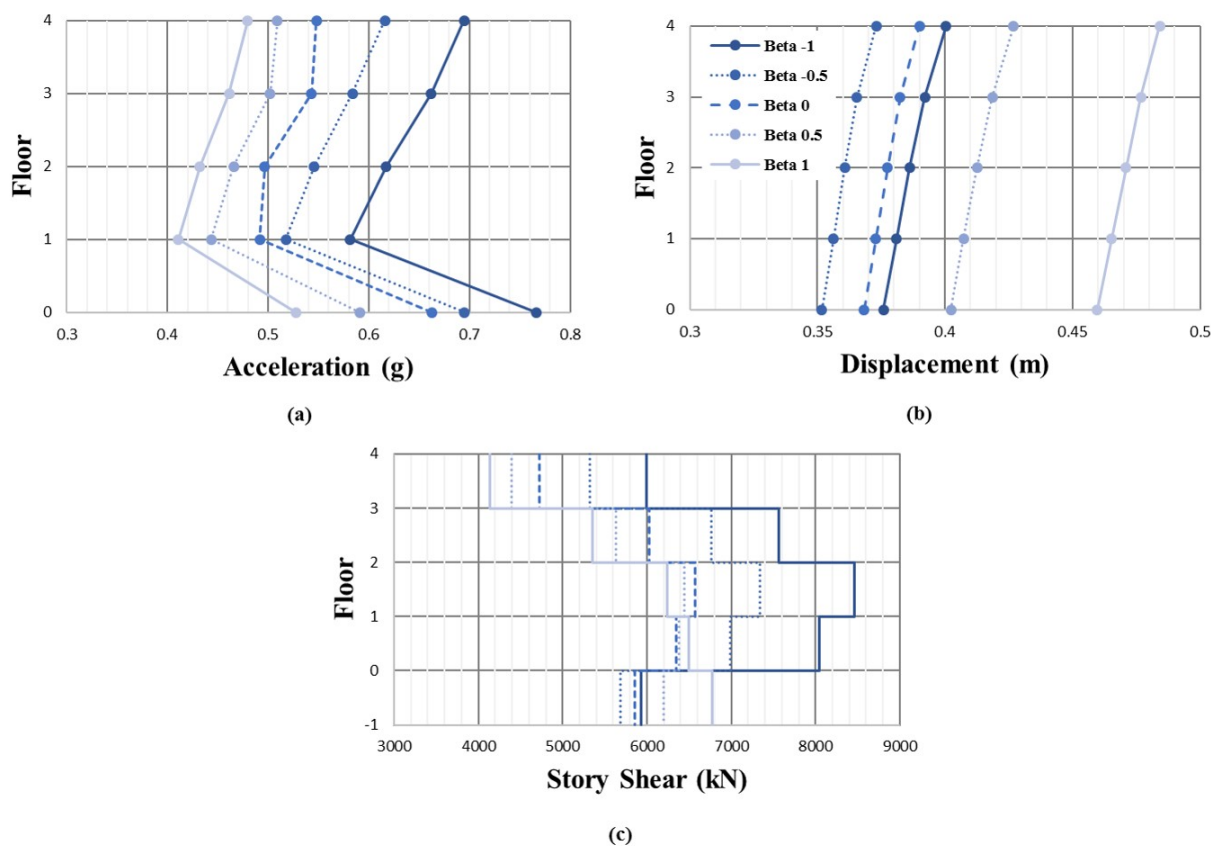 4
3
2
1
0
Floor
0.3 0.4 0.5 0.6 0.7 0.8
Acceleration (g)
(a)
4
3
2
1
0
Floor
Beta -1
Beta -0.5
Beta 0
Beta 0.5
Beta 1
0.3 0.35 0.4 0.45 0.5
Displacement (m)
(b)
4
3
2
1
0
-1
Floor
3000 4000 5000 6000 7000 8000 9000
Story Shear (kN)
(c)